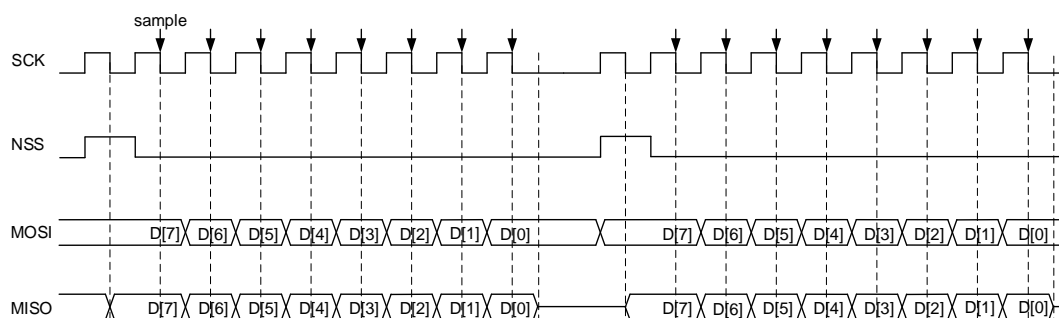 sample
SCK
NSS
MOSI D[7] D[6] D[5] D[4] D[3] D[2] D[1] D[0] D[7] D[6] D[5] D[4] D[3] D[2] D[1] D[0]
MISO D[7] D[6] D[5] D[4] D[3] D[2] D[1] D[0] D[7] D[6] D[5] D[4] D[3] D[2] D[1] D[0]